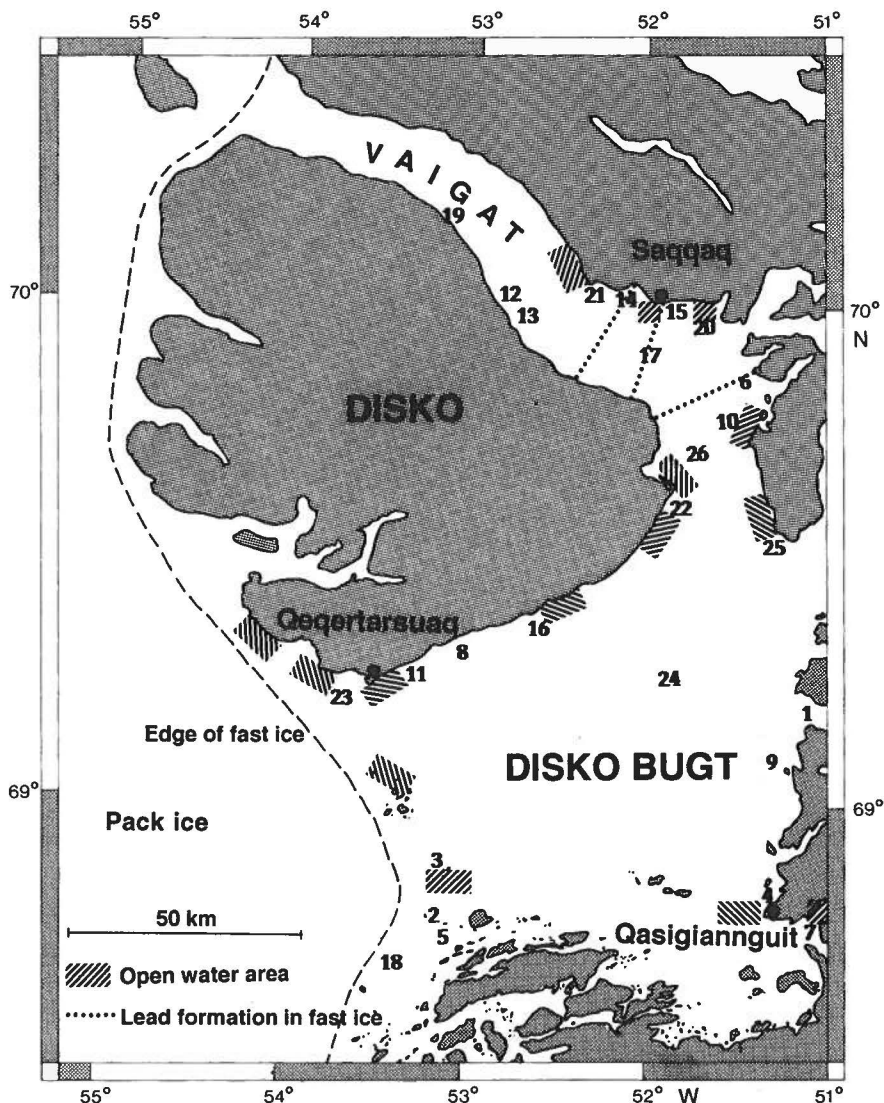 55° 54° 53° 52° 51°
VAIGAT
19
Saqqaq
70°
12
21 14 15 20
70°
13
N
17
6
DISKO
10
26
22
25
Qeqertarsuaq
16
8
11
24
23
1
Edge of fast ice
9
DISKO BUGT
69°
69°
Pack ice
3
4
50 km
2
7
5
Qasigiannguit
18
Open water area
Lead formation in fast ice
55° 54° 53° 52° W 51°